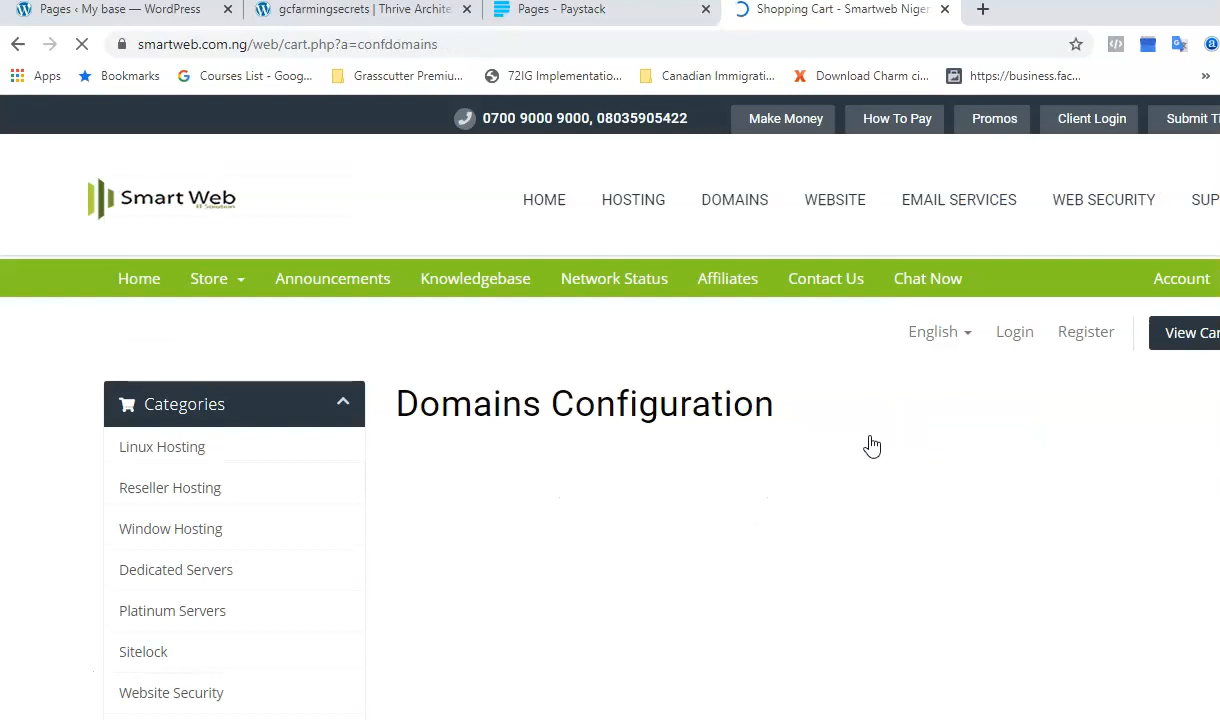 Pages ‹ My base — WordPress
gcfarmingsecrets | Thrive Archite
Pages - Paystack
Shopping Cart - Smartweb Niger
smartweb.com.ng/web/cart.php?a=confdomains
Apps
Bookmarks
Courses List - Goog...
Grasscutter Premiu...
72IG Implementatio...
Canadian Immigrati...
Download Charm ci...
https://business.fac...
»
0700 9000 9000, 08035905422
Make Money
How To Pay
Promos
Client Login
Submit Ti
Smart Web
HOME
HOSTING
DOMAINS
WEBSITE
EMAIL SERVICES
WEB SECURITY
SUP
Home
Store
Announcements
Knowledgebase
Network Status
Affiliates
Contact Us
Chat Now
Account
English
Login
Register
View Car
Categories
Domains Configuration
Linux Hosting
Reseller Hosting
Window Hosting
Dedicated Servers
Platinum Servers
Sitelock
Website Security